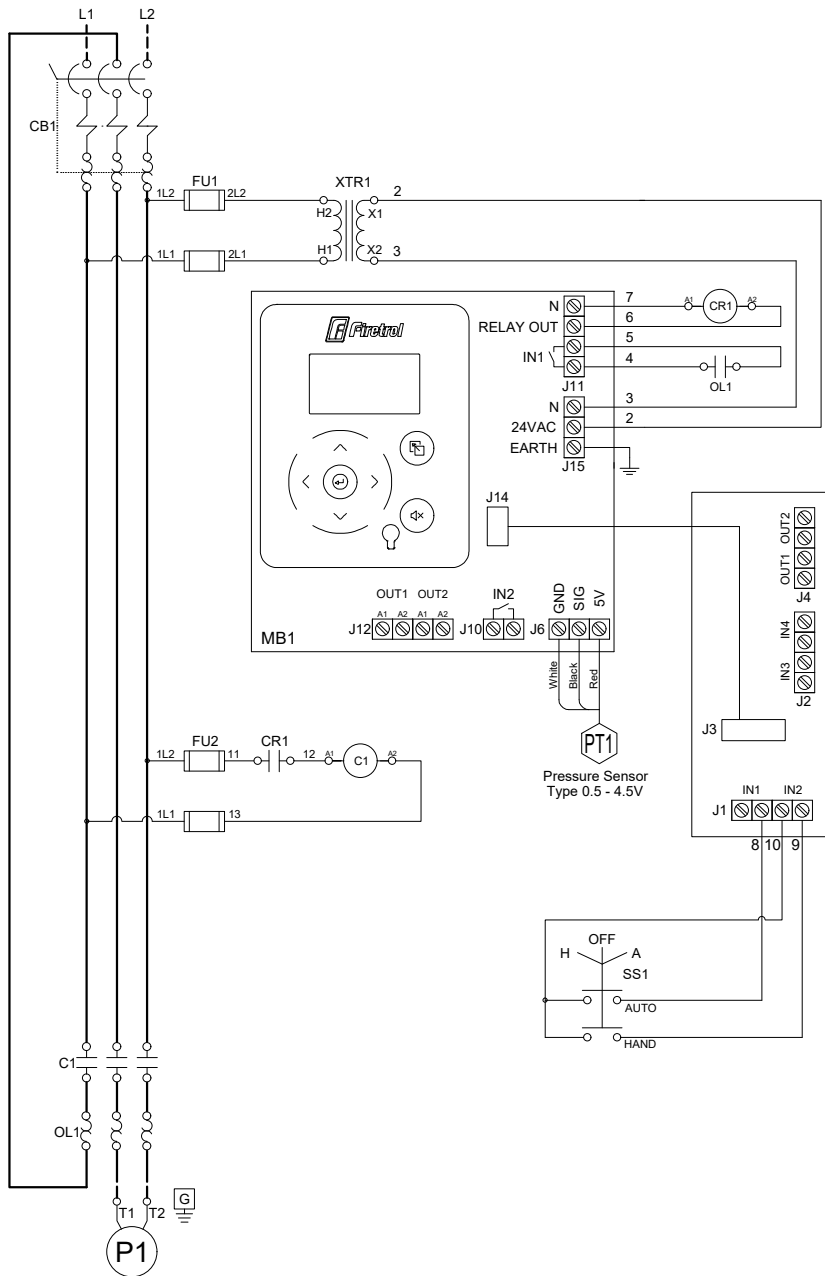 L1 L2
CB1
1L2 FU1 2L2
XTR1
H2 X1 2
1L1 2L1
H1 X2 3
Firetrol
N 7 A1 CR1 A2
RELAY OUT 6
5
IN1 4
J11 OL1
N 3
24VAC 2
EARTH
J15
J14
OUT1 OUT2 IN2
A1 A2 A1 A2
J12 J10 J6 GND SIG 5V
MB1
White Black Red
PT1
Pressure Sensor
Type 0.5 - 4.5V
OUT2
OUT1
J4
IN4
IN3
J2
J3
IN1 IN2
J1
8 10 9
1L2 FU2 11 CR1 12 A1 C1 A2
1L1 13
OFF
H A
SS1
AUTO
HAND
C1
OL1
G
T1 T2
P1